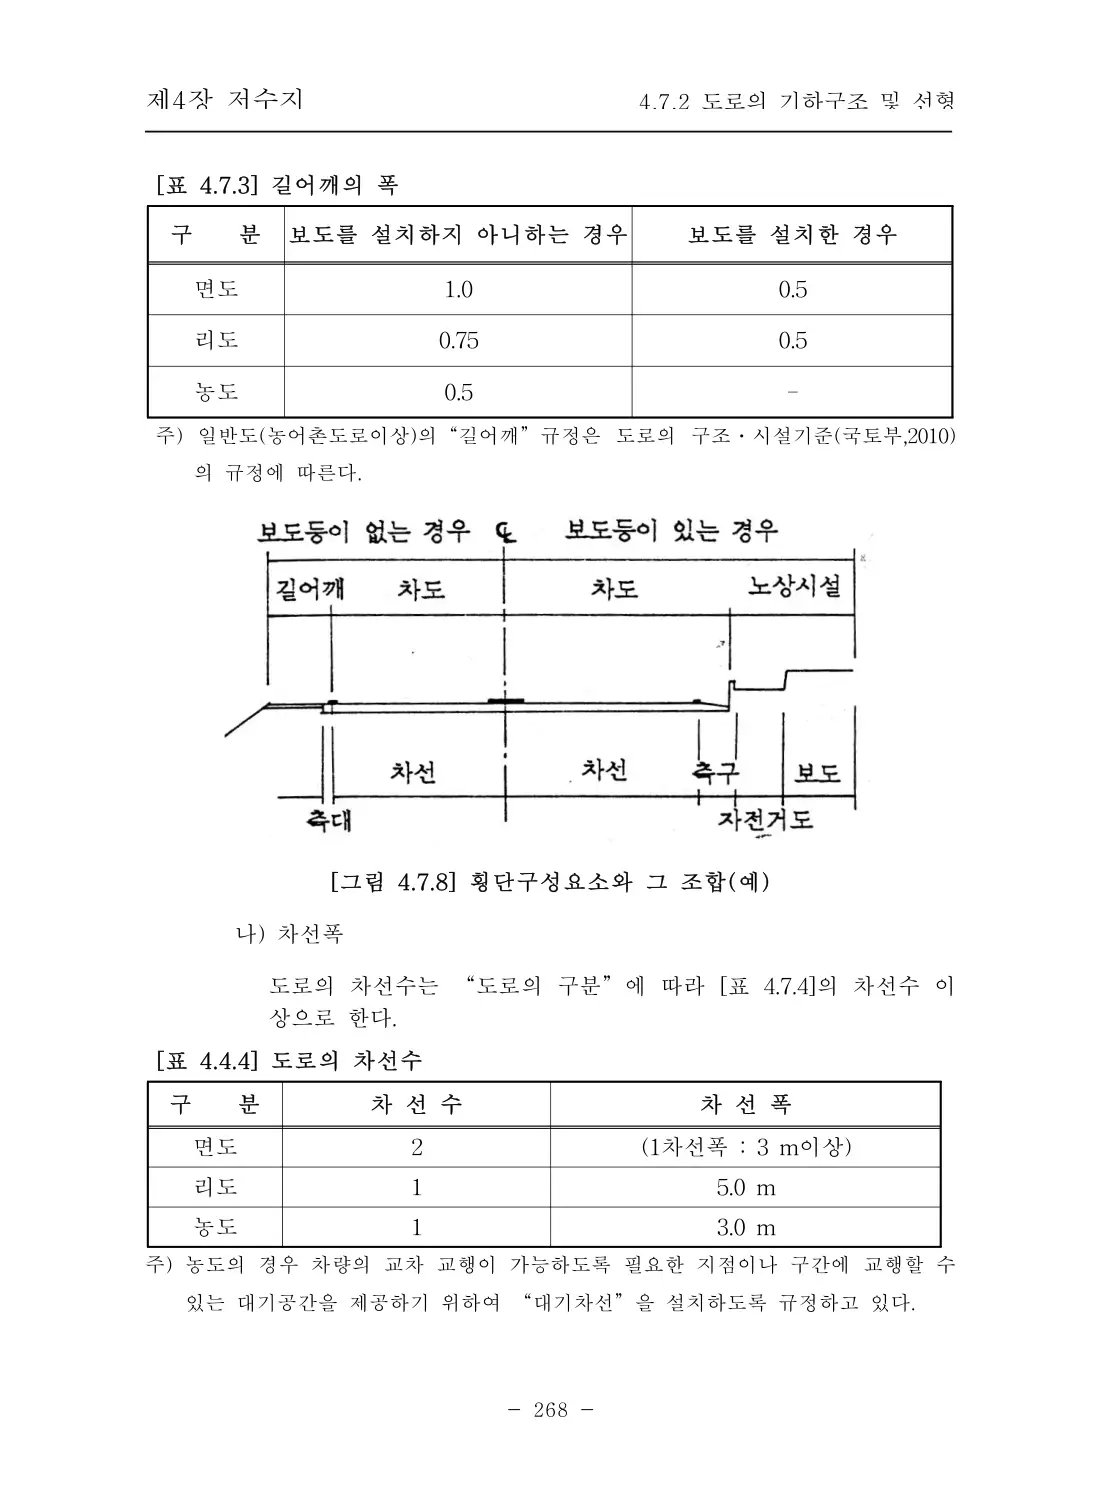 제4장 저수지 4.7.2 도로의 기하구조 및 선형
[표 4.7.3] 길어깨의 폭
구 분 보도를 설치하지 아니하는 경우 보도를 설치한 경우
면도 1.0 0.5
리도 0.75 0.5
농도 0.5 -
주) 일반도(농어촌도로이상)의 “길어깨” 규정은 도로의 구조·시설기준(국토부,2010)
의 규정에 따른다.
보도등이 없는 경우 ℄ 보도등이 있는 경우
길어깨 차도 차도 노상시설
차선 차선 측구 보도
측대 자전거도
[그림 4.7.8] 횡단구성요소와 그 조합(예)
나) 차선폭
도로의 차선수는 “도로의 구분”에 따라 [표 4.7.4]의 차선수 이
상으로 한다.
[표 4.4.4] 도로의 차선수
구 분 차 선 수 차 선 폭
면도 2 (1차선폭 : 3 m이상)
리도 1 5.0 m
농도 1 3.0 m
주) 농도의 경우 차량의 교차 교행이 가능하도록 필요한 지점이나 구간에 교행할 수
있는 대기공간을 제공하기 위하여 “대기차선”을 설치하도록 규정하고 있다.
- 268 -